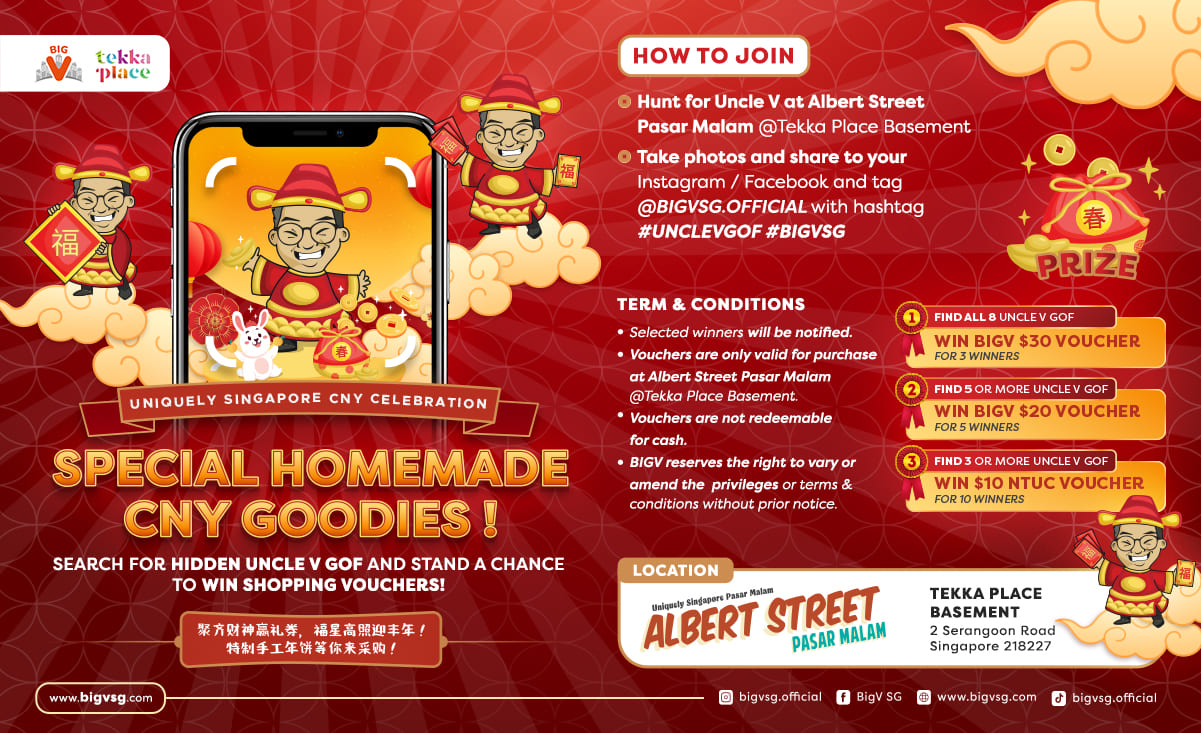 BIG
V
tekka
place
福
福
福
春
UNIQUELY SINGAPORE CNY CELEBRATION
SPECIAL HOMEMADE
CNY GOODIES !
SEARCH FOR HIDDEN UNCLE V GOF AND STAND A CHANCE
TO WIN SHOPPING VOUCHERS!
聚方财神赢礼券，福星高照迎丰年！
特制手工年饼等你来采购！
www.bigvsg.com
HOW TO JOIN
Hunt for Uncle V at Albert Street
Pasar Malam @Tekka Place Basement
Take photos and share to your
Instagram / Facebook and tag
@BIGVSG.OFFICIAL with hashtag
#UNCLEVGOF #BIGVSG
春
PRIZE
TERM & CONDITIONS
• Selected winners will be notified.
• Vouchers are only valid for purchase
at Albert Street Pasar Malam
@Tekka Place Basement.
• Vouchers are not redeemable
for cash.
• BIGV reserves the right to vary or
amend the privileges or terms &
conditions without prior notice.
1 FIND ALL 8 UNCLE V GOF
WIN BIGV $30 VOUCHER
FOR 3 WINNERS
2 FIND 5 OR MORE UNCLE V GOF
WIN BIGV $20 VOUCHER
FOR 5 WINNERS
3 FIND 3 OR MORE UNCLE V GOF
WIN $10 NTUC VOUCHER
FOR 10 WINNERS
福
福
LOCATION
Uniquely Singapore Pasar Malam
ALBERT STREET
PASAR MALAM
TEKKA PLACE
BASEMENT
2 Serangoon Road
Singapore 218227
bigvsg.official BigV SG www.bigvsg.com bigvsg.official